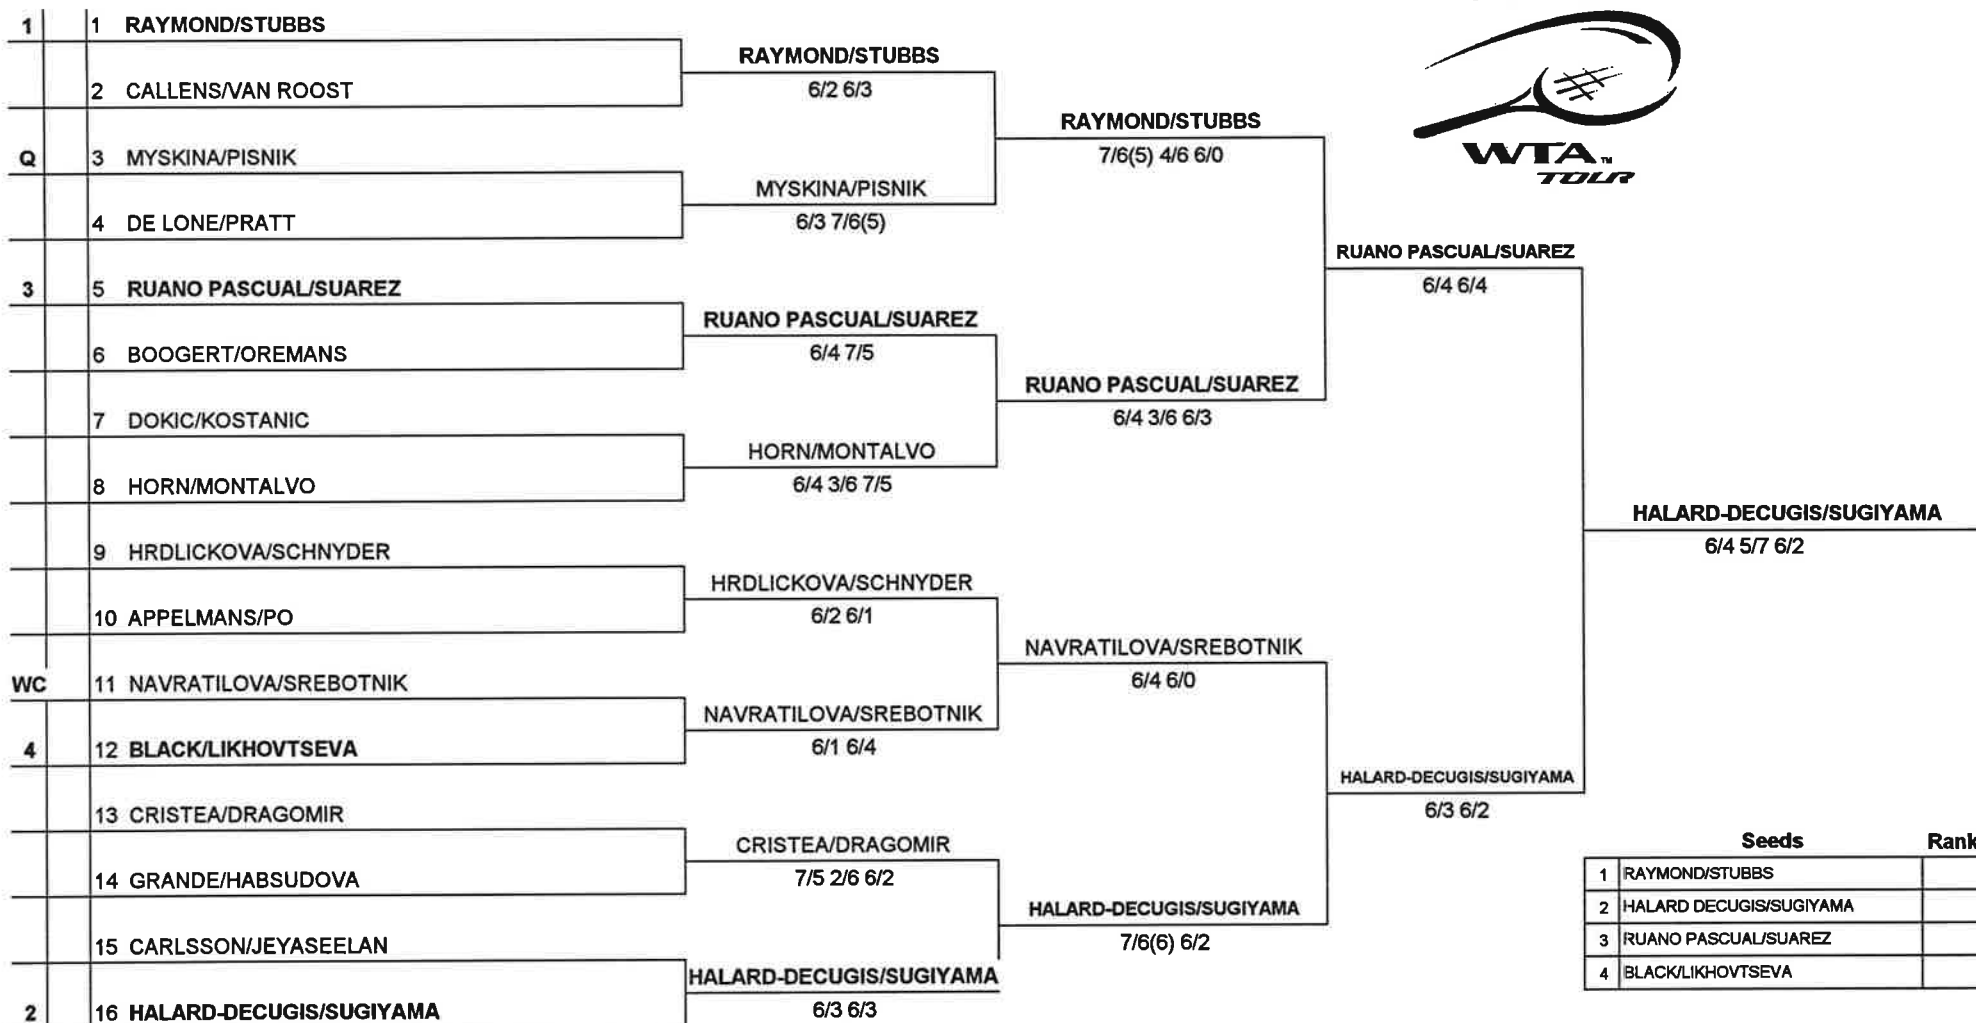 1 1 RAYMOND/STUBBS
2 CALLENS/VAN ROOST
Q 3 MYSKINA/PISNIK
4 DE LONE/PRATT
3 5 RUANO PASCUAL/SUAREZ
6 BOOGERT/OREMANS
7 DOKIC/KOSTANIC
8 HORN/MONTALVO
9 HRDLICKOVA/SCHNYDER
10 APPELMANS/PO
WC 11 NAVRATILOVA/SREBOTNIK
4 12 BLACK/LIKHOVTSEVA
13 CRISTEA/DRAGOMIR
14 GRANDE/HABSUDOVA
15 CARLSSON/JEYASEELAN
2 16 HALARD-DECUGIS/SUGIYAMA
RAYMOND/STUBBS
6/2 6/3
MYSKINA/PISNIK
6/3 7/6(5)
RUANO PASCUAL/SUAREZ
6/4 7/5
HORN/MONTALVO
6/4 3/6 7/5
HRDLICKOVA/SCHNYDER
6/2 6/1
NAVRATILOVA/SREBOTNIK
6/1 6/4
CRISTEA/DRAGOMIR
7/5 2/6 6/2
HALARD-DECUGIS/SUGIYAMA
6/3 6/3
RAYMOND/STUBBS
7/6(5) 4/6 6/0
RUANO PASCUAL/SUAREZ
6/4 3/6 6/3
NAVRATILOVA/SREBOTNIK
6/4 6/0
HALARD-DECUGIS/SUGIYAMA
7/6(6) 6/2
RUANO PASCUAL/SUAREZ
6/4 6/4
HALARD-DECUGIS/SUGIYAMA
6/3 6/2
HALARD-DECUGIS/SUGIYAMA
6/4 5/7 6/2
WTA TM
TOUR
Seeds Rank
1 RAYMOND/STUBBS
2 HALARD DECUGIS/SUGIYAMA
3 RUANO PASCUAL/SUAREZ
4 BLACK/LIKHOVTSEVA